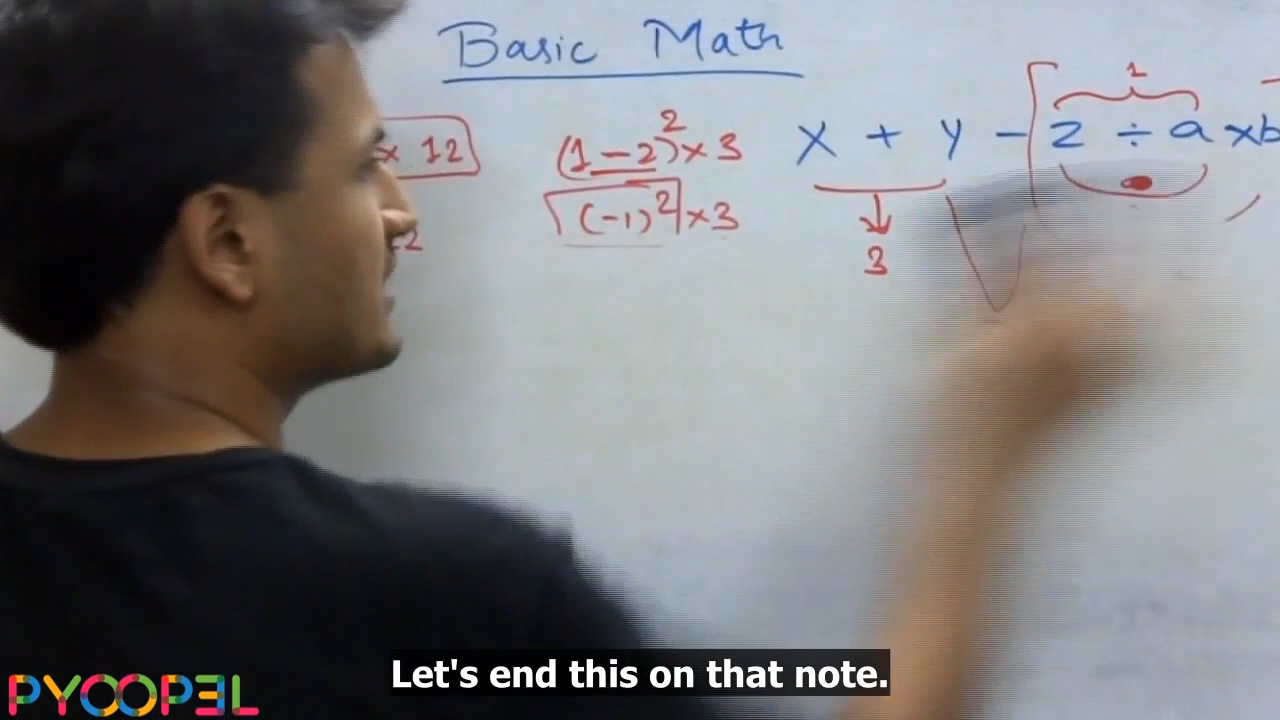 Basic Math
x 12
(1-2)² x 3
(-1)² x 3
1
x + y - z ÷ a x b
3
Let's end this on that note.
PYOOPEL